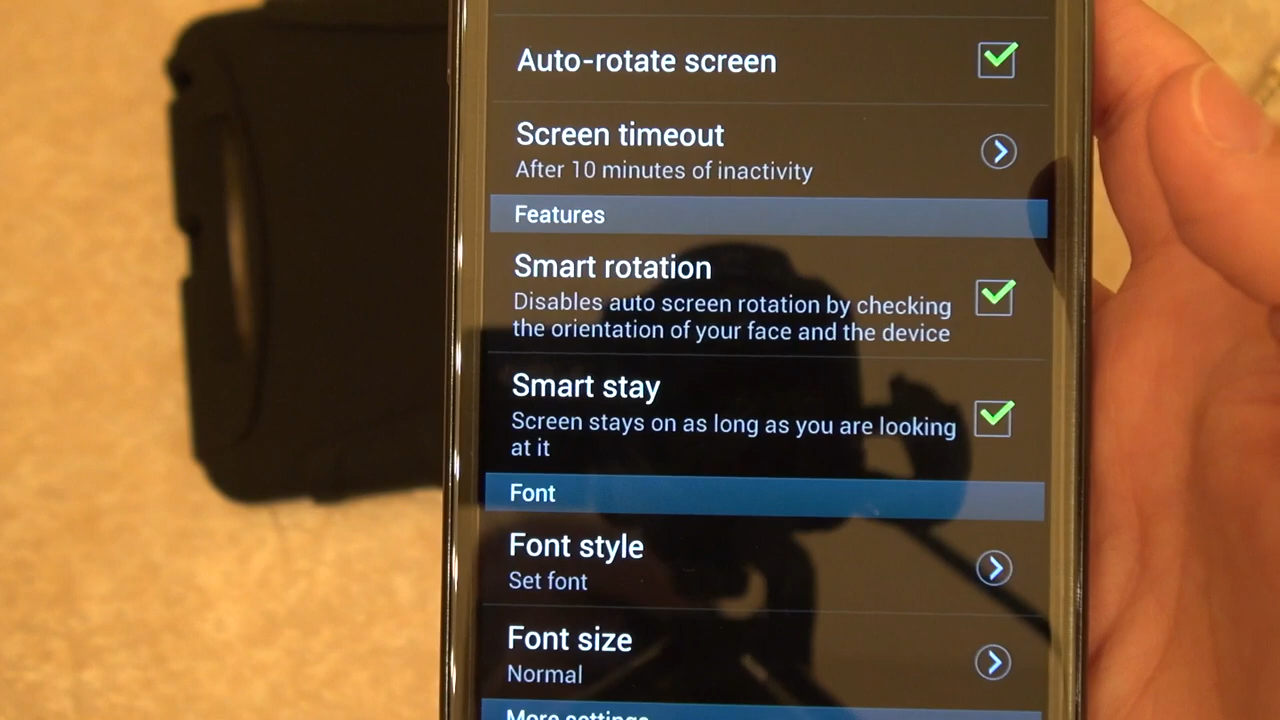 Auto-rotate screen
Screen timeout
After 10 minutes of inactivity
Features
Smart rotation
Disables auto screen rotation by checking
the orientation of your face and the device
Smart stay
Screen stays on as long as you are looking
at it
Font
Font style
Set font
Font size
Normal
More settings